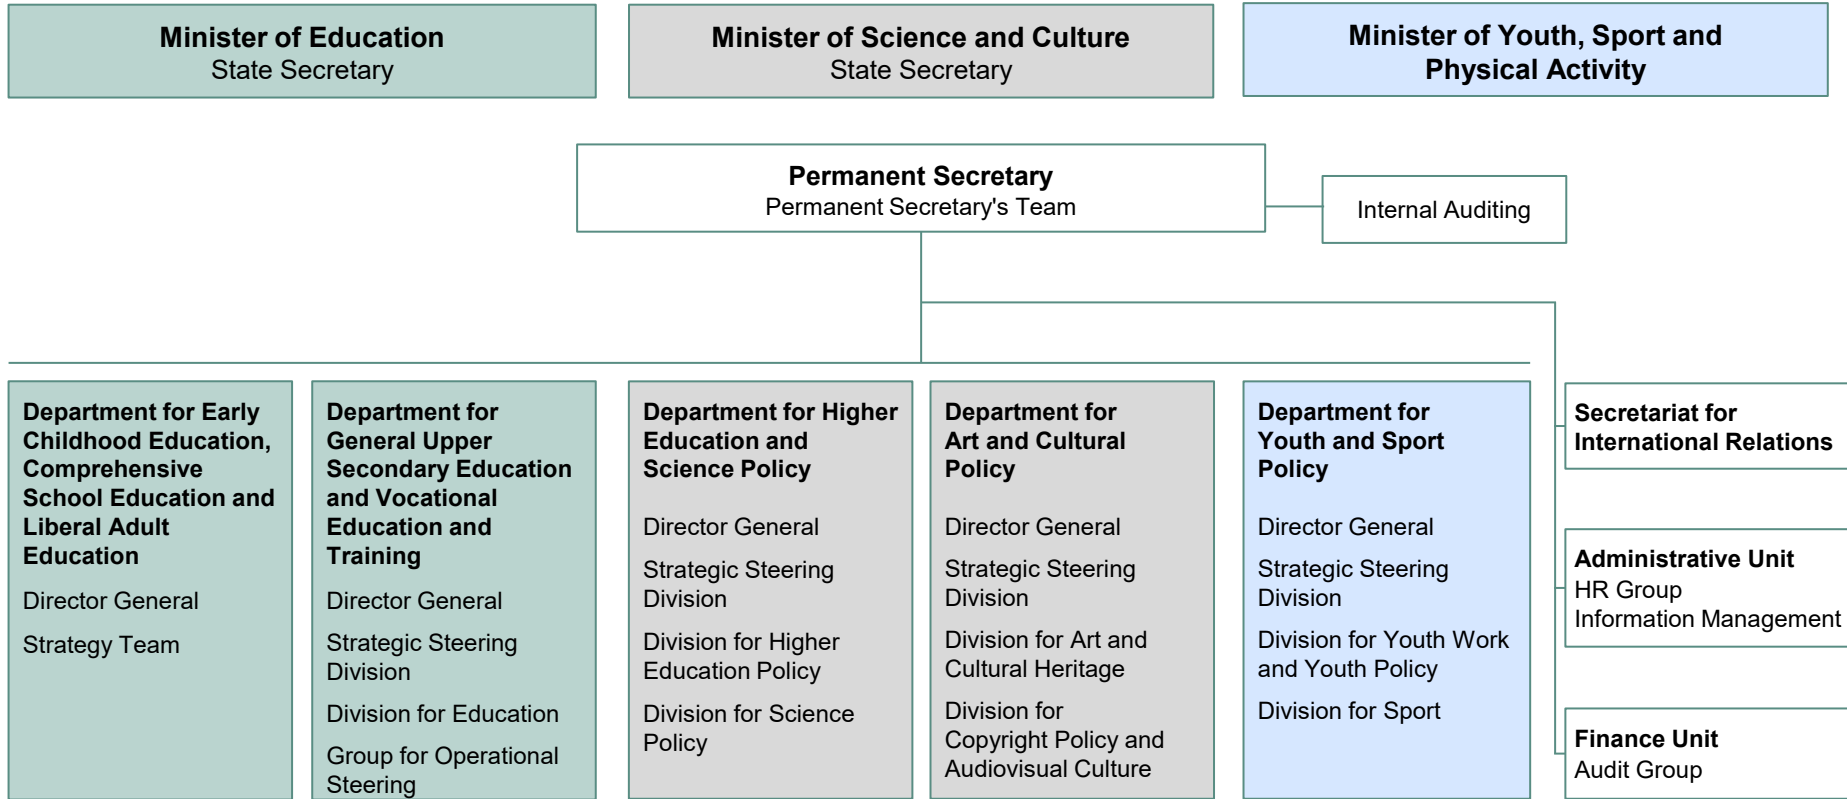 Minister of Education
State Secretary
Minister of Science and Culture
State Secretary
Minister of Youth, Sport and
Physical Activity
Permanent Secretary
Permanent Secretary's Team
Internal Auditing
Department for Early
Childhood Education,
Comprehensive
School Education and
Liberal Adult
Education
Director General
Strategy Team
Department for
General Upper
Secondary Education
and Vocational
Education and
Training
Director General
Strategic Steering
Division
Division for Education
Group for Operational
Steering
Department for Higher
Education and
Science Policy
Director General
Strategic Steering
Division
Division for Higher
Education Policy
Division for Science
Policy
Department for
Art and Cultural
Policy
Director General
Strategic Steering
Division
Division for Art and
Cultural Heritage
Division for
Copyright Policy and
Audiovisual Culture
Department for
Youth and Sport
Policy
Director General
Strategic Steering
Division
Division for Youth Work
and Youth Policy
Division for Sport
Secretariat for
International Relations
Administrative Unit
HR Group
Information Management
Finance Unit
Audit Group